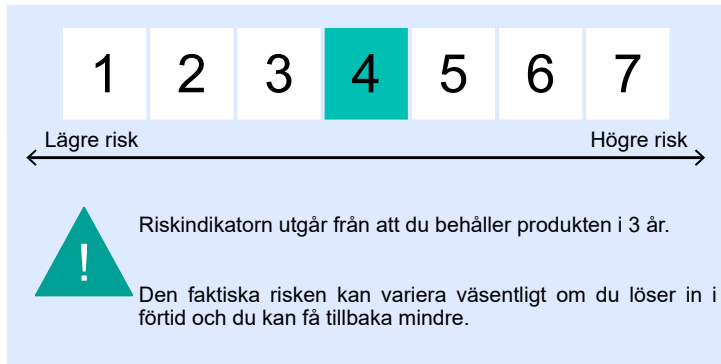 1 2 3 4 5 6 7
Lägre risk Högre risk
!
Riskindikatorn utgår från att du behåller produkten i 3 år.
Den faktiska risken kan variera väsentligt om du löser in i
förtid och du kan få tillbaka mindre.